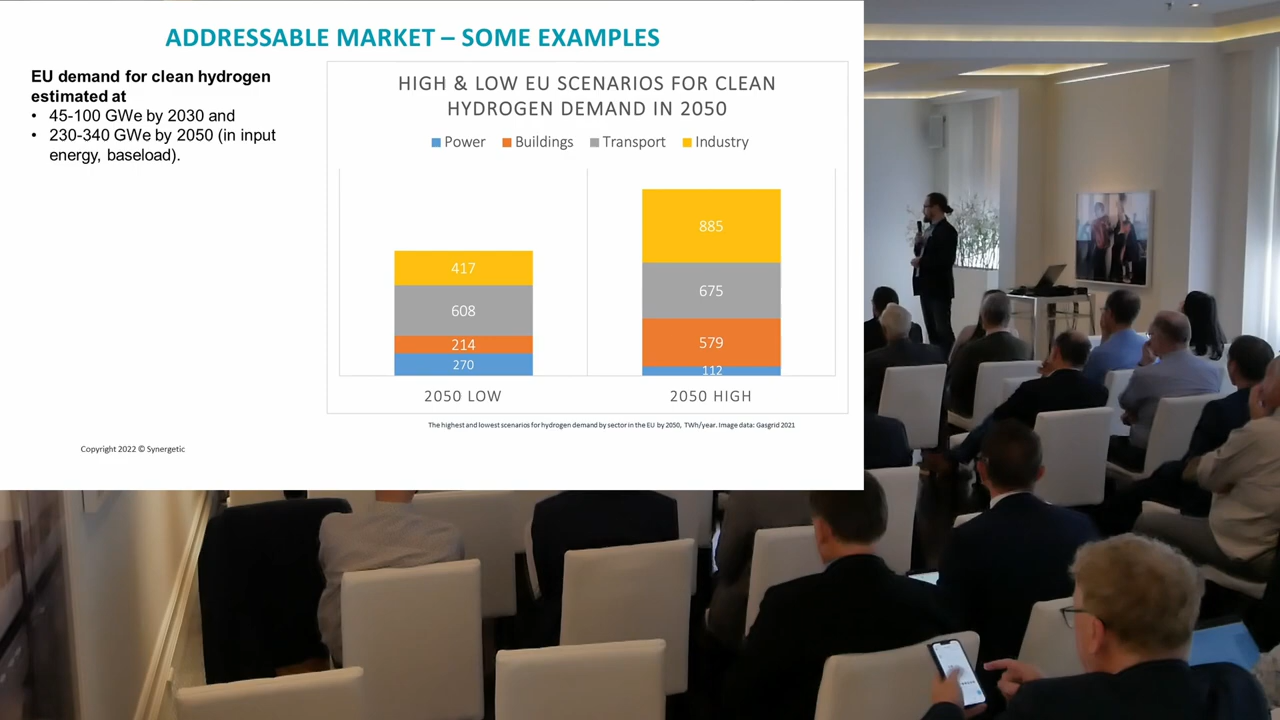 ADDRESSABLE MARKET – SOME EXAMPLES
EU demand for clean hydrogen
estimated at
• 45-100 GWe by 2030 and
• 230-340 GWe by 2050 (in input
energy, baseload).
HIGH & LOW EU SCENARIOS FOR CLEAN
HYDROGEN DEMAND IN 2050
Power Buildings Transport Industry
417
608
214
270
885
675
579
112
2050 LOW 2050 HIGH
The highest and lowest scenarios for hydrogen demand by sector in the EU by 2050, TWh/year. Image data: Gasgrid 2021
Copyright 2022 © Synergetic